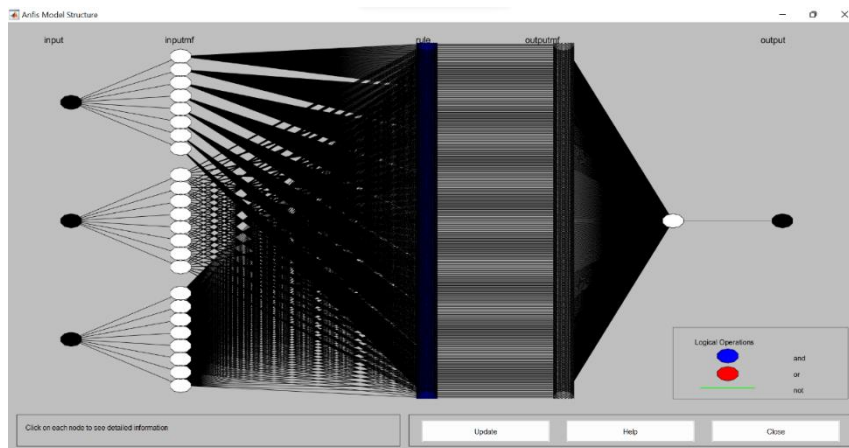 Anfis Model Structure
input inputmf rule outputmf output
Logical Operations
and
or
not
Click on each node to see detailed information
Update Help Close